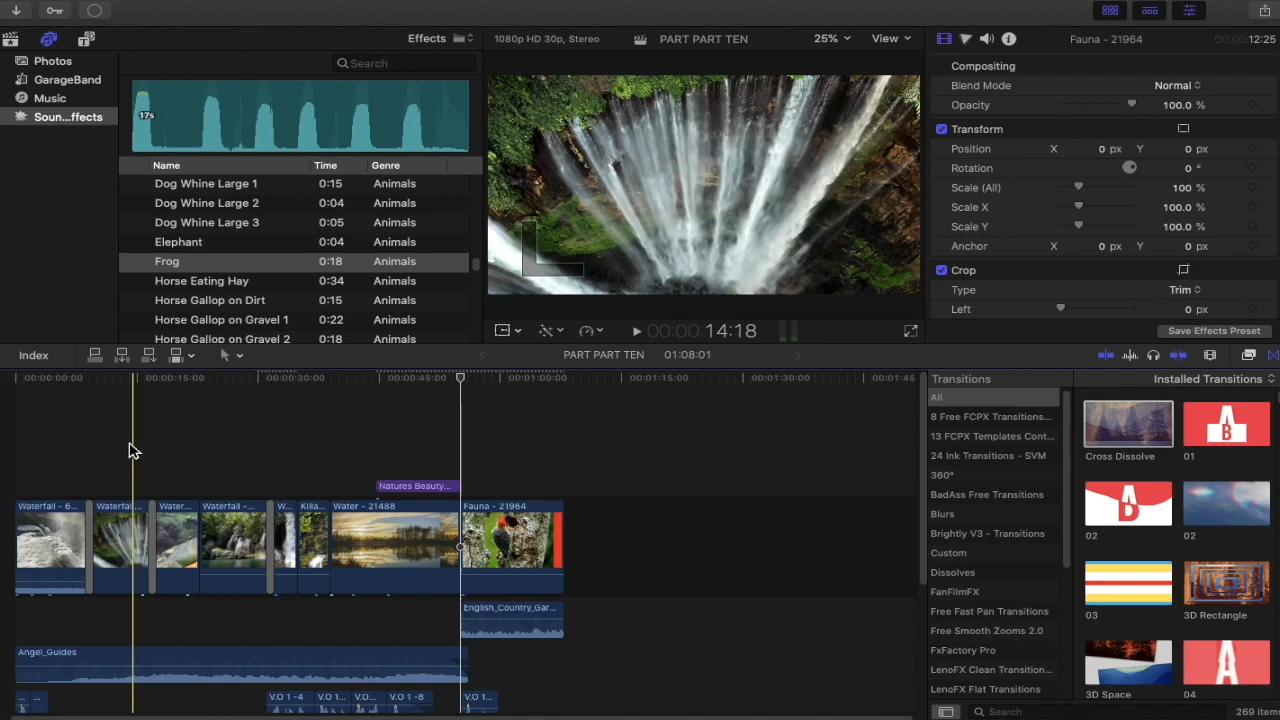 Effects
1080p HD 30p, Stereo
PART PART TEN
25%
View
Fauna - 21964
00:00:12:25
Photos
GarageBand
Music
Soun...ffects
Search
17s
Name Time Genre
Dog Whine Large 1 0:15 Animals
Dog Whine Large 2 0:04 Animals
Dog Whine Large 3 0:05 Animals
Elephant 0:04 Animals
Frog 0:18 Animals
Horse Eating Hay 0:34 Animals
Horse Gallop on Dirt 0:15 Animals
Horse Gallop on Gravel 1 0:22 Animals
Horse Gallop on Gravel 2 0:18 Animals
00:00:14:18
Compositing
Blend Mode Normal
Opacity 100.0 %
Transform
Position X 0 px Y 0 px
Rotation 0 °
Scale (All) 100 %
Scale X 100.0 %
Scale Y 100.0 %
Anchor X 0 px Y 0 px
Crop
Type Trim
Left 0 px
Save Effects Preset
Index
PART PART TEN 01:08:01
00:00:00:00 00:00:15:00 00:00:30:00 00:00:45:00 00:01:00:00 00:01:15:00 00:01:30:00 00:01:45
Natures Beauty...
Waterfall - 6... Waterfall... Water... Waterfall -... W... Killa... Water - 21488 Fauna - 21964
English_Country_Gar...
Angel_Guides
... ... V.O 1 -4 V.O 1... V.O... V.O 1 -8 V.O 1...
Transitions
Installed Transitions
All
8 Free FCPX Transitions...
13 FCPX Templates Cont...
24 Ink Transitions - SVM
360°
BadAss Free Transitions
Blurs
Brightly V3 - Transitions
Custom
Dissolves
FanFilmFX
Free Fast Pan Transitions
Free Smooth Zooms 2.0
FxFactory Pro
LenoFX Clean Transition...
LenoFX Flat Transitions
A
B
Cross Dissolve 01
A
B
02 02
03 3D Rectangle
A
3D Space 04
Search
269 items